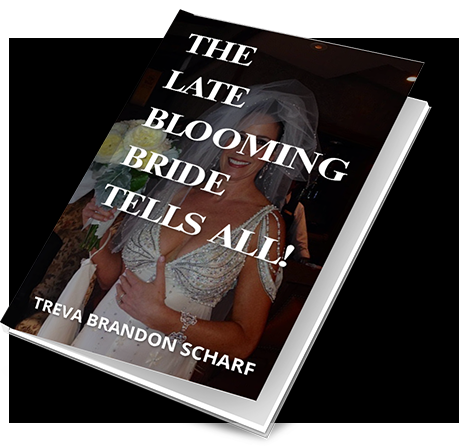 THE
LATE
BLOOMING
BRIDE
TELLS ALL!
TREVA BRANDON SCHARF